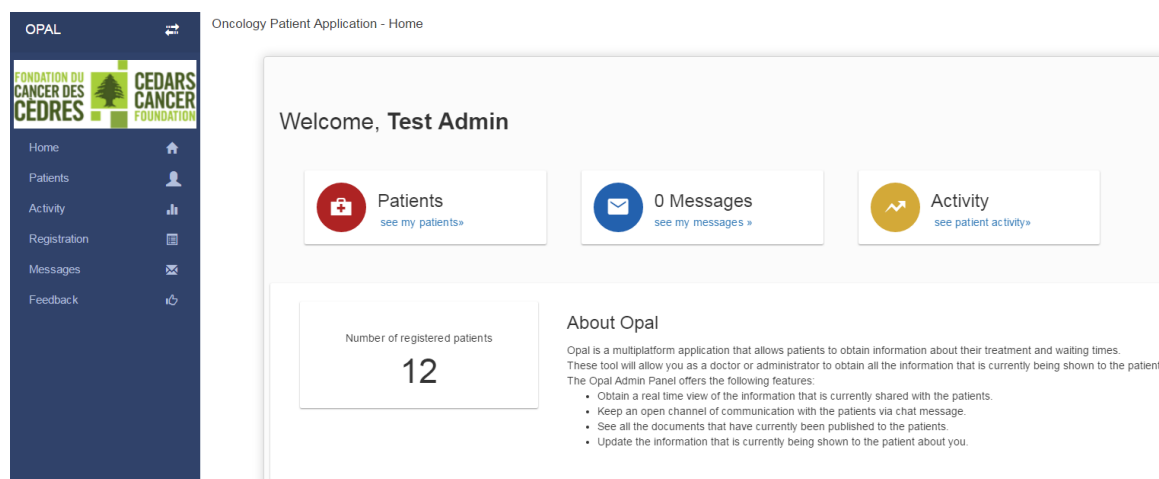 OPAL
Oncology Patient Application - Home
FONDATION DU
CANCER DES
CÈDRES
CEDARS
CANCER
FOUNDATION
Home
Patients
Activity
Registration
Messages
Feedback
Welcome, Test Admin
Patients
see my patients»
0 Messages
see my messages »
Activity
see patient activity»
Number of registered patients
12
About Opal
Opal is a multiplatform application that allows patients to obtain information about their treatment and waiting times.
These tool will allow you as a doctor or administrator to obtain all the information that is currently being shown to the patient
The Opal Admin Panel offers the following features:
• Obtain a real time view of the information that is currently shared with the patients.
• Keep an open channel of communication with the patients via chat message.
• See all the documents that have currently been published to the patients.
• Update the information that is currently being shown to the patient about you.